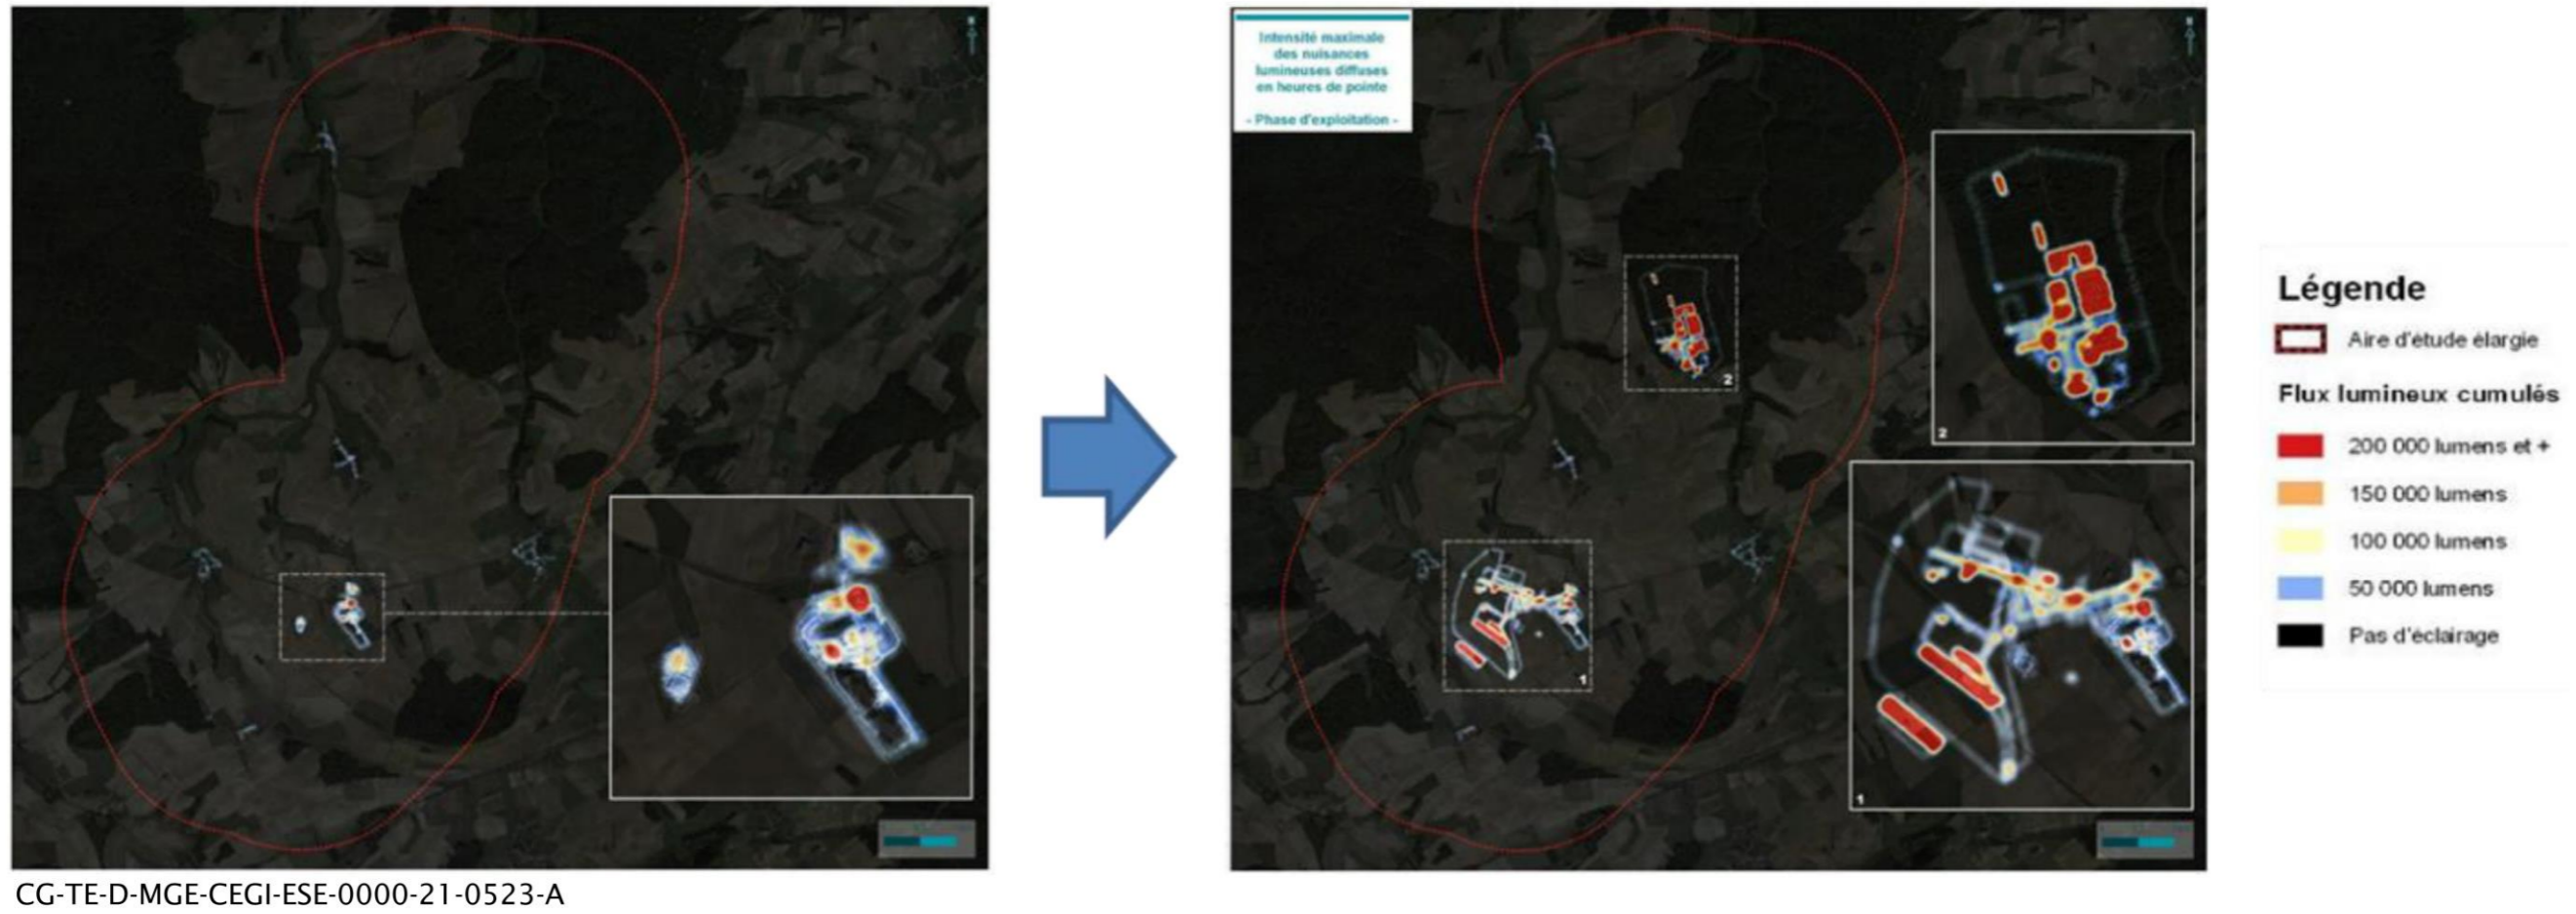 Intensité maximale
des nuisances
lumineuses diffuses
en heures de pointe
- Phase d'exploitation -
2
1
2
1
Légende
Aire d'étude élargie
Flux lumineux cumulés
200 000 lumens et +
150 000 lumens
100 000 lumens
50 000 lumens
Pas d'éclairage
CG-TE-D-MGE-CEGI-ESE-0000-21-0523-A